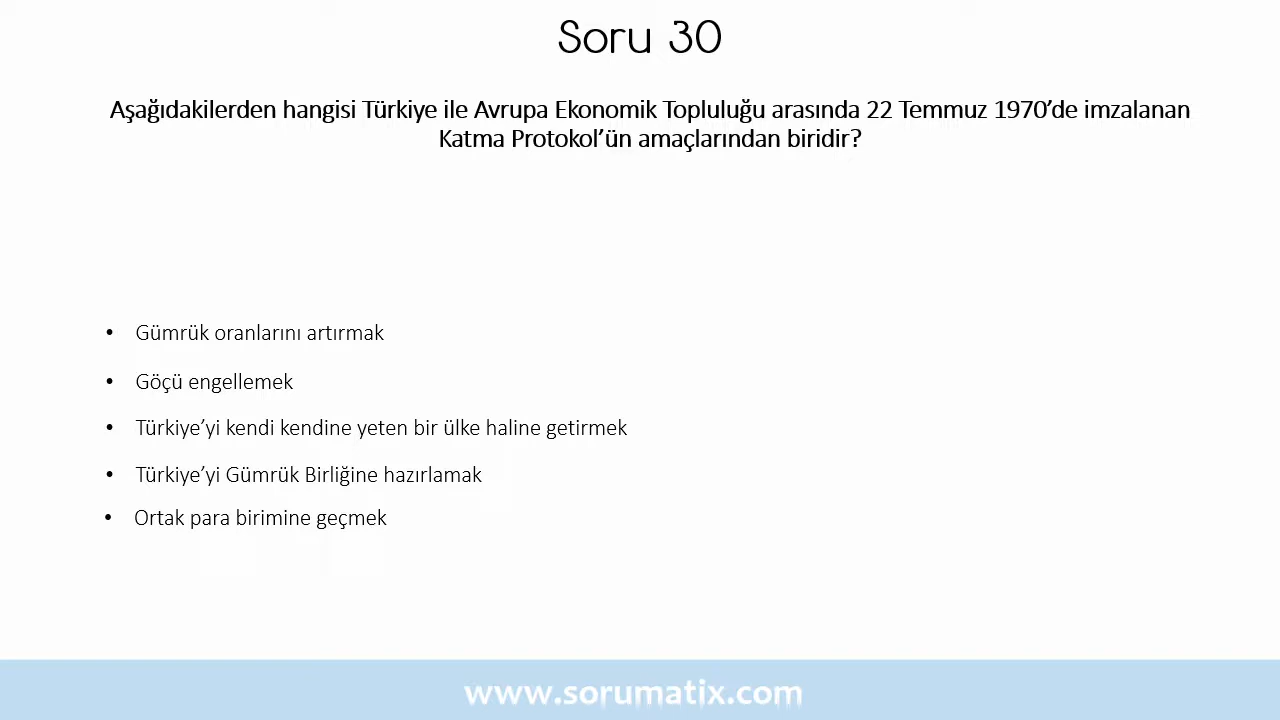 Soru 30
Aşağıdakilerden hangisi Türkiye ile Avrupa Ekonomik Topluluğu arasında 22 Temmuz 1970’de imzalanan
Katma Protokol’ün amaçlarından biridir?
• Gümrük oranlarını artırmak
• Göçü engellemek
• Türkiye’yi kendi kendine yeten bir ülke haline getirmek
• Türkiye’yi Gümrük Birliğine hazırlamak
• Ortak para birimine geçmek
www.sorumatix.com